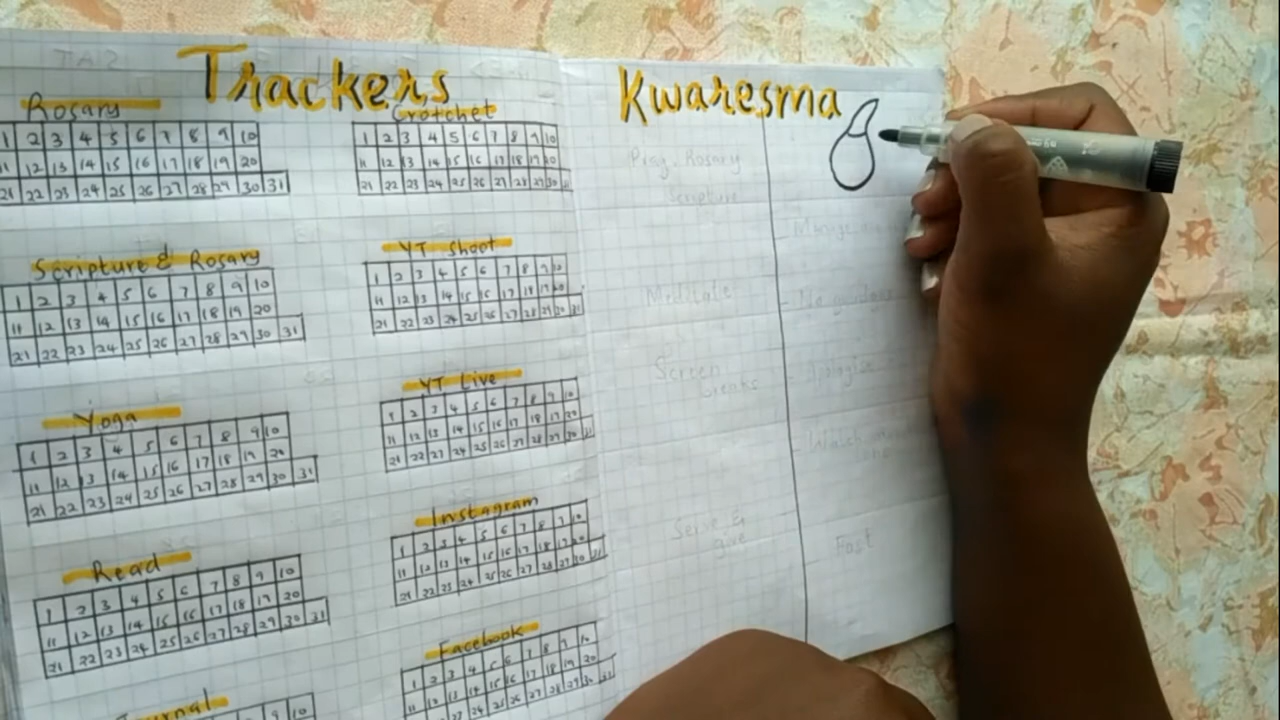 Trackers
Rosary
1 2 3 4 5 6 7 8 9 10
11 12 13 14 15 16 17 18 19 20
21 22 23 24 25 26 27 28 29 30 31
Scripture & Rosary
1 2 3 4 5 6 7 8 9 10
11 12 13 14 15 16 17 18 19 20
21 22 23 24 25 26 27 28 29 30 31
Yoga
1 2 3 4 5 6 7 8 9 10
11 12 13 14 15 16 17 18 19 20
21 22 23 24 25 26 27 28 29 30 31
Read
1 2 3 4 5 6 7 8 9 10
11 12 13 14 15 16 17 18 19 20
21 22 23 24 25 26 27 28 29 30 31
Crotchet
1 2 3 4 5 6 7 8 9 10
11 12 13 14 15 16 17 18 19 20
21 22 23 24 25 26 27 28 29 30 31
YT Shoot
1 2 3 4 5 6 7 8 9 10
11 12 13 14 15 16 17 18 19 20
21 22 23 24 25 26 27 28 29 30 31
YT Live
1 2 3 4 5 6 7 8 9 10
11 12 13 14 15 16 17 18 19 20
21 22 23 24 25 26 27 28 29 30 31
Instagram
1 2 3 4 5 6 7 8 9 10
11 12 13 14 15 16 17 18 19 20
21 22 23 24 25 26 27 28 29 30 31
Facebook
1 2 3 4 5 6 7 8 9 10
11 12 13 14 15 16 17 18 19 20
27 24 25 26 27 28 29 30 31
Kwaresma
Pray Rosary
Scripture
Meditate
Screen
breaks
Serve &
give
- Manage
- No
- Apologise
Fast